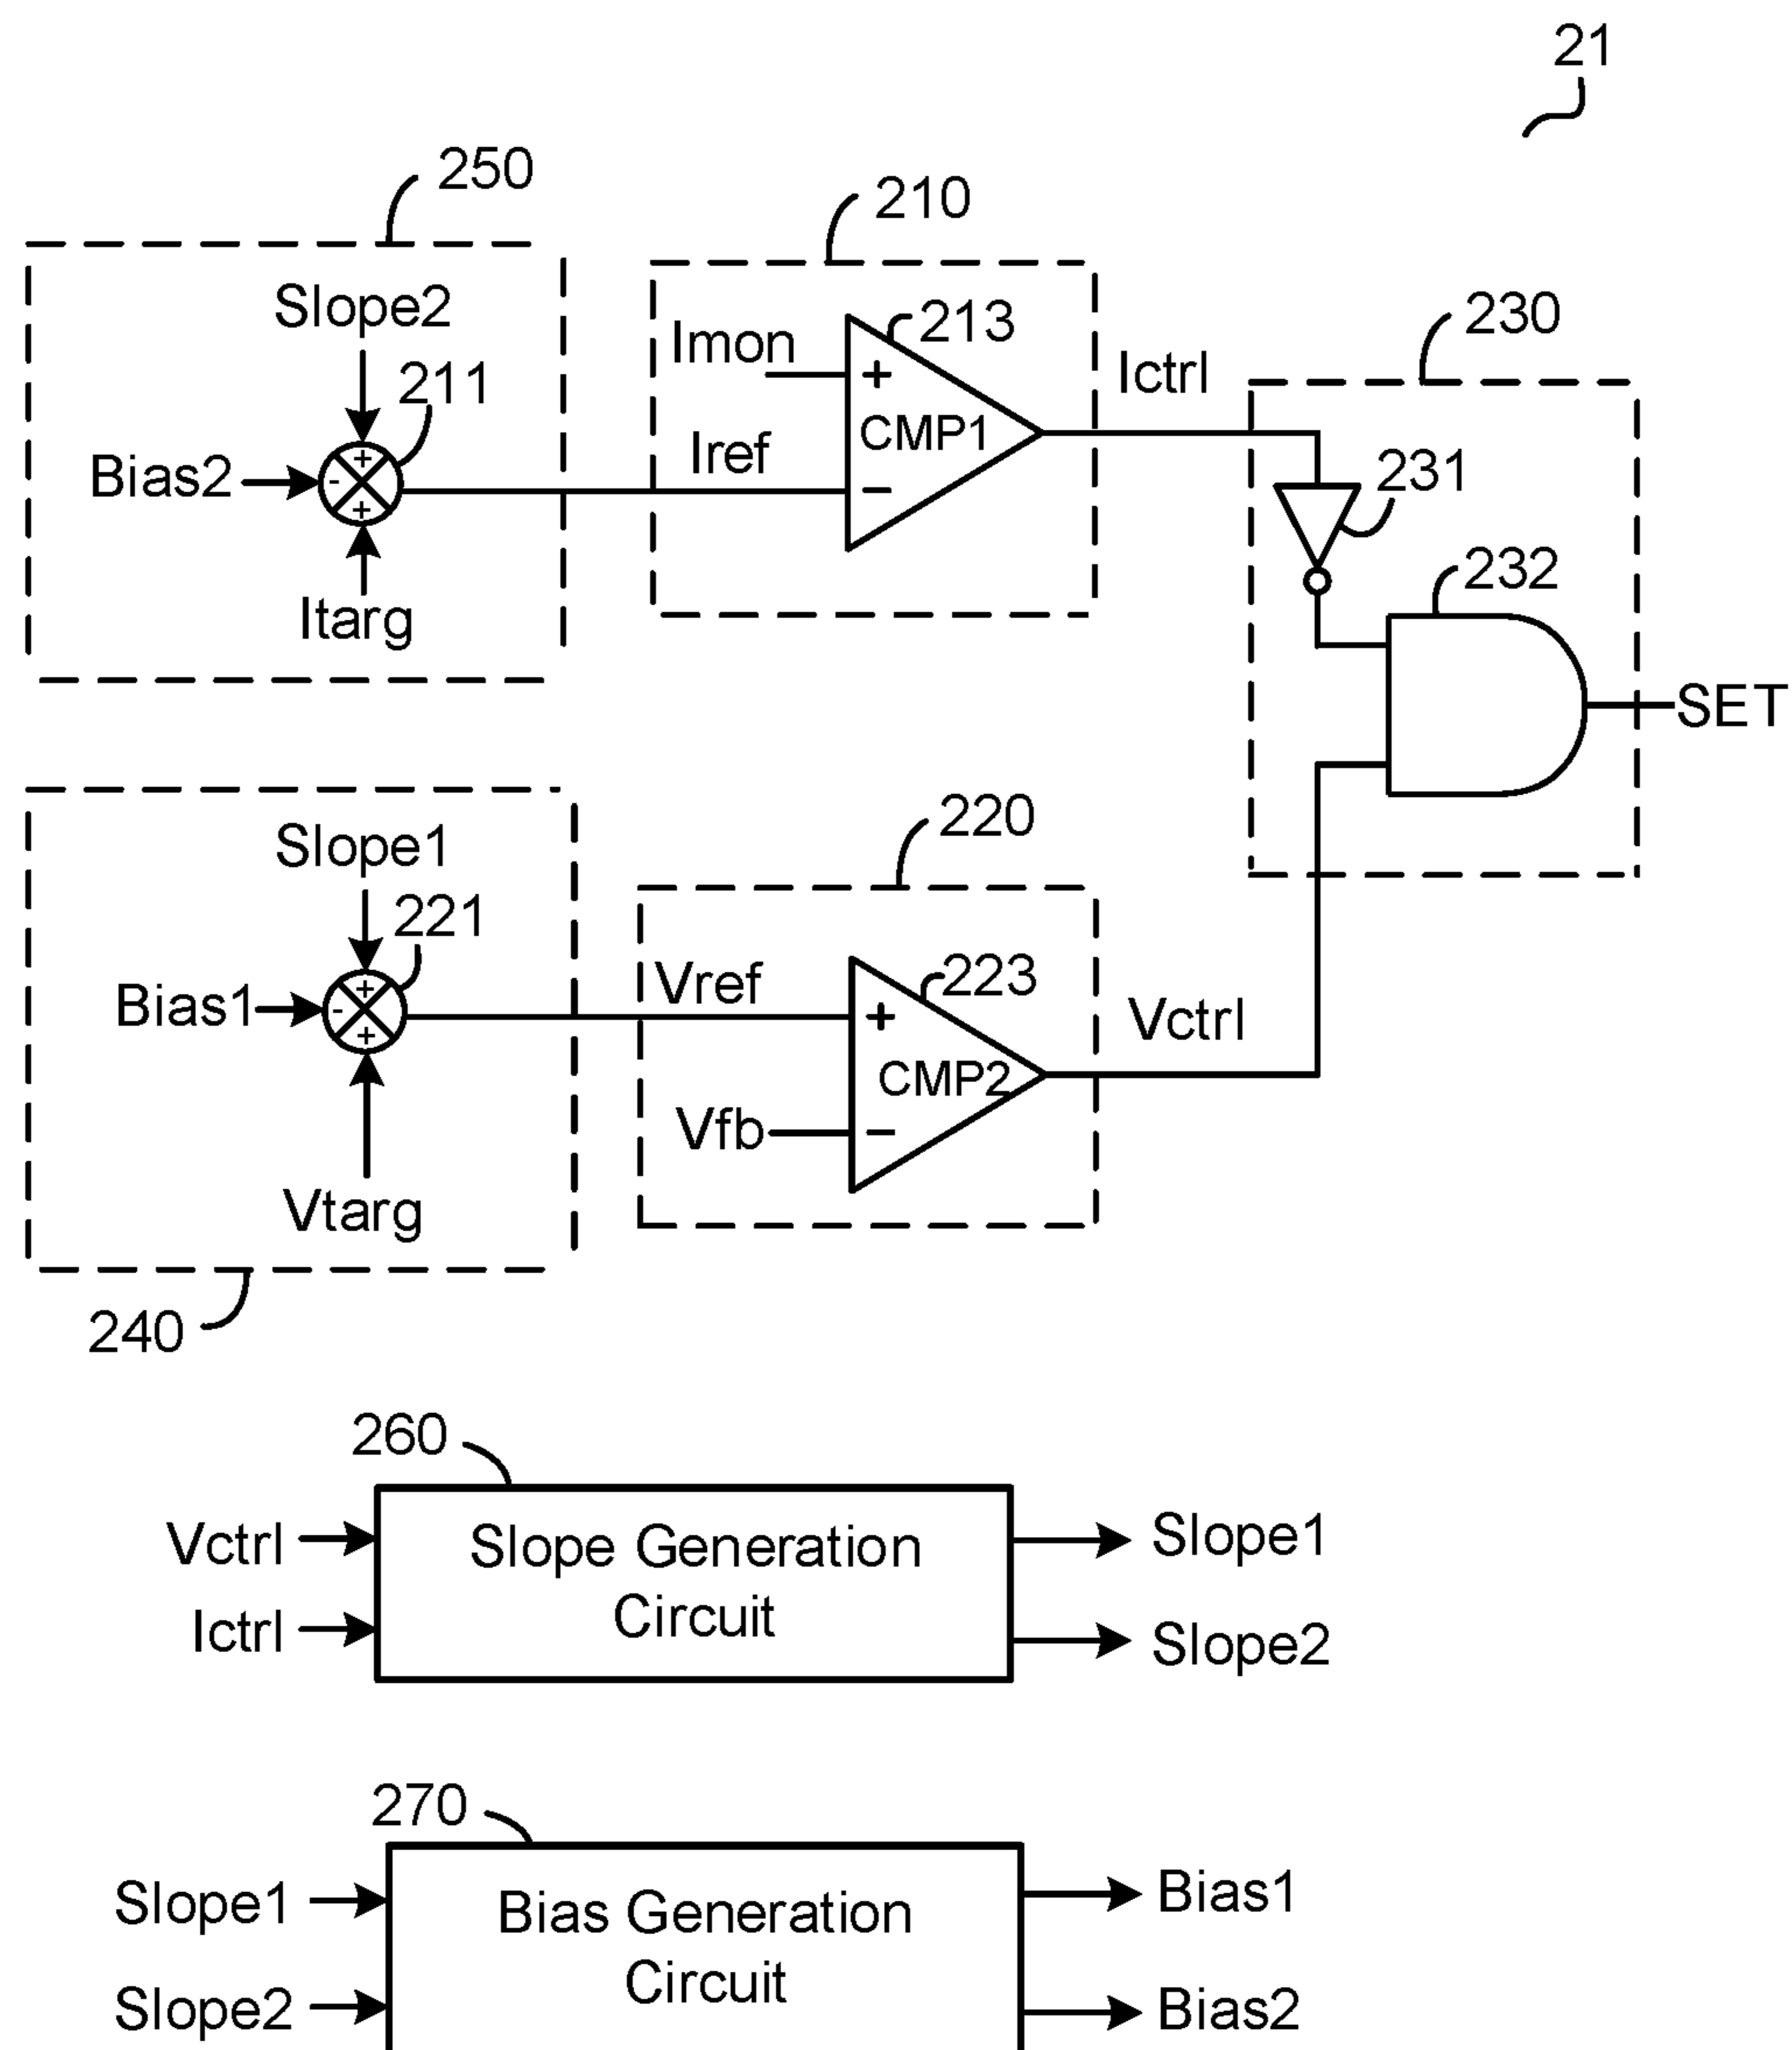 21
250
210
Slope2
213
230
Imon
+
Ictrl
211
CMP1
+
Iref
231
Bias2
-
−
+
232
Itarg
SET
220
Slope1
221
223
Vref
+
Bias1
-
+
Vctrl
+
CMP2
Vfb
−
Vtarg
240
260
Vctrl
Slope Generation
Circuit
Slope1
Ictrl
Slope2
270
Slope1
Bias Generation
Circuit
Bias1
Slope2
Bias2